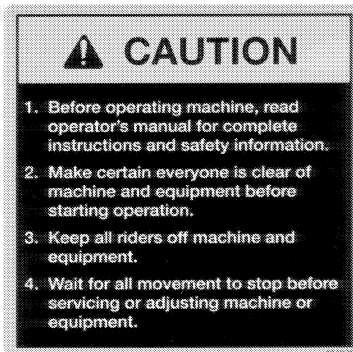 CAUTION
1. Before operating machine, read
operator's manual for complete
instructions and safety information.
2. Make certain everyone is clear of
machine and equipment before
starting operation.
3. Keep all riders off machine and
equipment.
4. Wait for all movement to stop before
servicing or adjusting machine or
equipment.